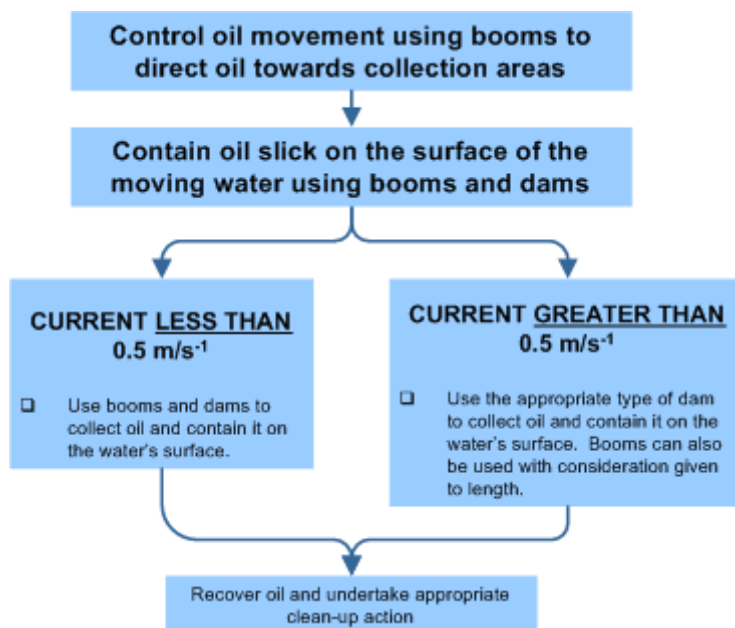 Control oil movement using booms to
direct oil towards collection areas
Contain oil slick on the surface of the
moving water using booms and dams
CURRENT LESS THAN
0.5 m/s⁻¹
❑ Use booms and dams to
collect oil and contain it on
the water's surface.
CURRENT GREATER THAN
0.5 m/s⁻¹
❑ Use the appropriate type of dam
to collect oil and contain it on the
water's surface. Booms can also
be used with consideration given
to length.
Recover oil and undertake appropriate
clean-up action